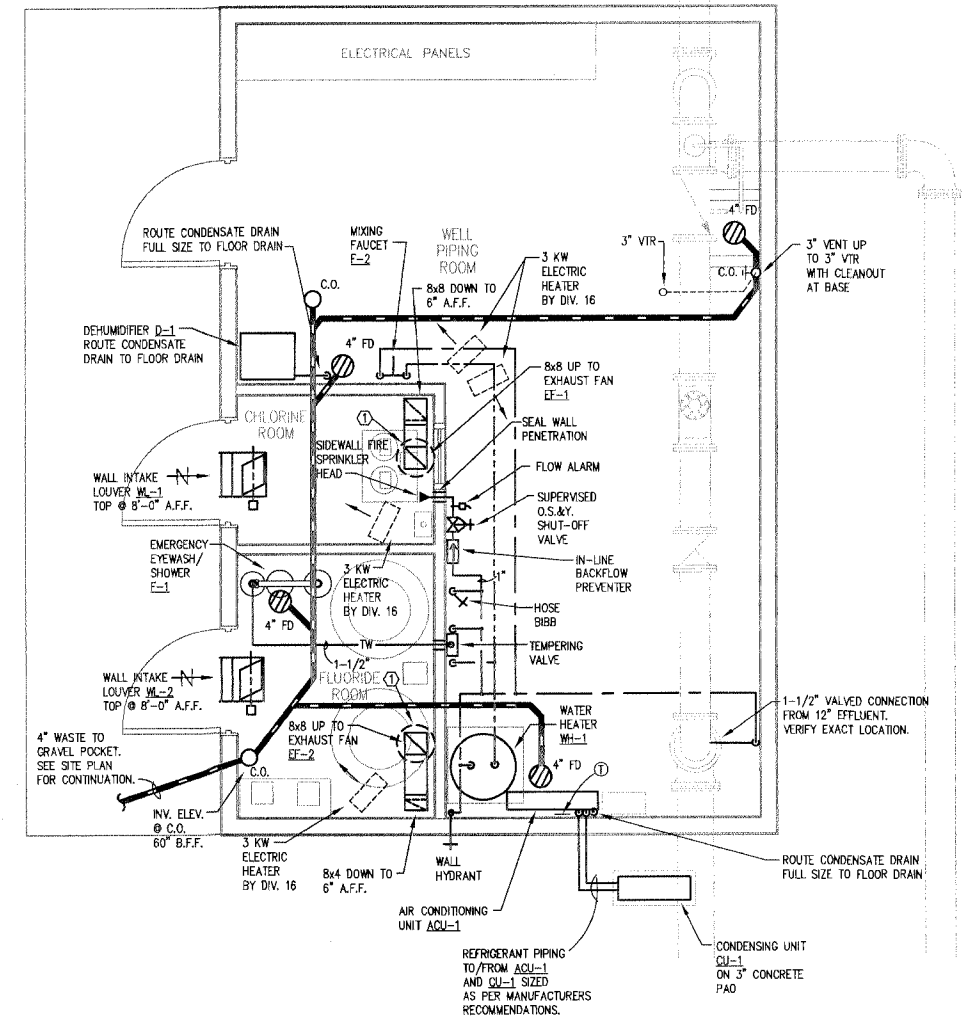 ELECTRICAL PANELS
ROUTE CONDENSATE DRAIN
FULL SIZE TO FLOOR DRAIN
MIXING
FAUCET
F-2
WELL
PIPING
ROOM
8x8 DOWN TO
6" A.F.F.
3 KW
ELECTRIC
HEATER
BY DIV. 16
3" VTR
4" FD
C.O.
3" VENT UP
TO 3" VTR
WITH CLEANOUT
AT BASE
C.O.
DEHUMIDIFIER D-1
ROUTE CONDENSATE
DRAIN TO FLOOR DRAIN
4" FD
8x8 UP TO
EXHAUST FAN
EF-1
CHLORINE
ROOM
1
SEAL WALL
PENETRATION
SIDEWALL FIRE
SPRINKLER
HEAD
FLOW ALARM
WALL INTAKE
LOUVER WL-1
TOP @ 8'-0" A.F.F.
N
SUPERVISED
O.S.&Y.
SHUT-OFF
VALVE
EMERGENCY
EYEWASH/
SHOWER
F-1
3 KW
ELECTRIC
HEATER
BY DIV. 16
IN-LINE
BACKFLOW
PREVENTER
1"
HOSE
BIBB
4" FD
TW
1-1/2"
TEMPERING
VALVE
WALL INTAKE
LOUVER WL-2
TOP @ 8'-0" A.F.F.
N
FLUORIDE
ROOM
1
8x8 UP TO
EXHAUST FAN
EF-2
WATER
HEATER
WH-1
1-1/2" VALVED CONNECTION
FROM 12" EFFLUENT.
VERIFY EXACT LOCATION.
4" WASTE TO
GRAVEL POCKET.
SEE SITE PLAN
FOR CONTINUATION.
C.O.
4" FD
T
INV. ELEV.
@ C.O.
60" B.F.F.
3 KW
ELECTRIC
HEATER
BY DIV. 16
8x4 DOWN TO
6" A.F.F.
WALL
HYDRANT
ROUTE CONDENSATE DRAIN
FULL SIZE TO FLOOR DRAIN
AIR CONDITIONING
UNIT ACU-1
REFRIGERANT PIPING
TO/FROM ACU-1
AND CU-1 SIZED
AS PER MANUFACTURERS
RECOMMENDATIONS.
CONDENSING UNIT
CU-1
ON 3" CONCRETE
PAD